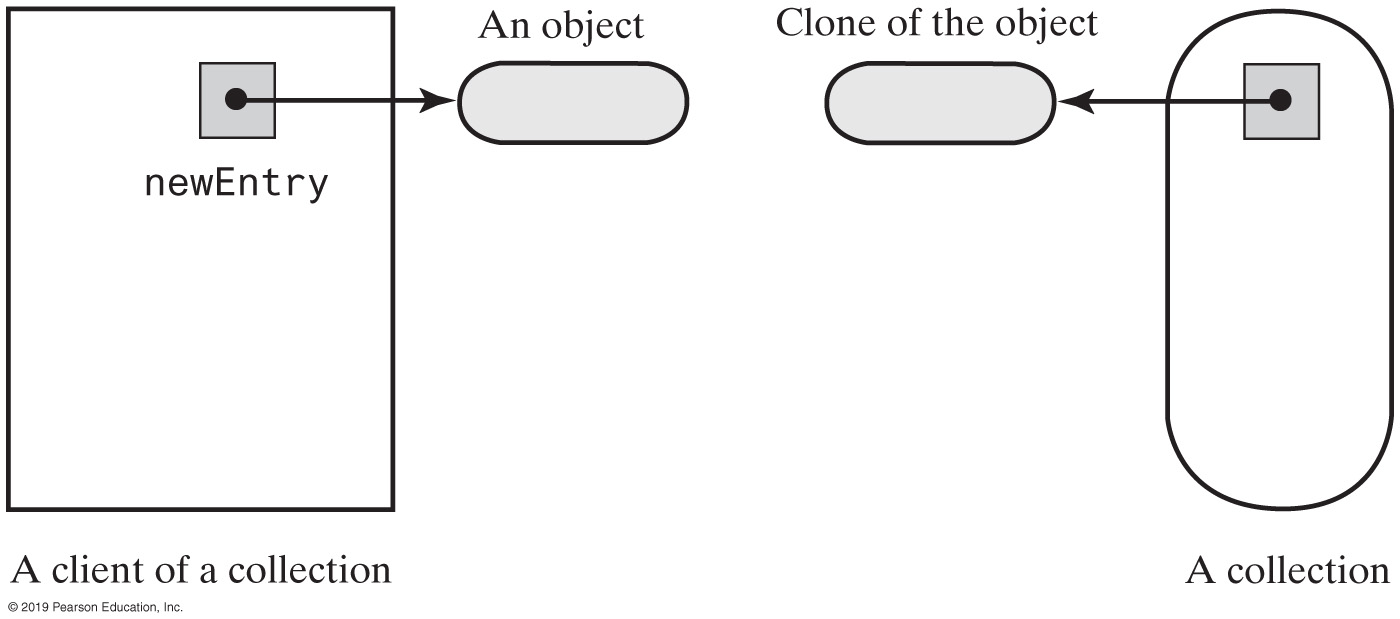 An object
Clone of the object
newEntry
A client of a collection
A collection
© 2019 Pearson Education, Inc.